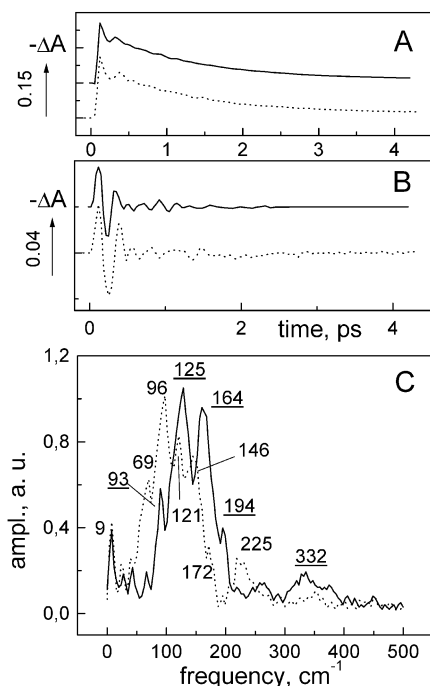 A
-ΔA
0.15
0 1 2 3 4
B
-ΔA
0.04
0 2 4
time, ps
C
1,2
0,8
0,4
0,0
ampl., a. u.
125
96
164
69
93
146
9
121
194
172
225
332
0 100 200 300 400 500
frequency, cm⁻¹